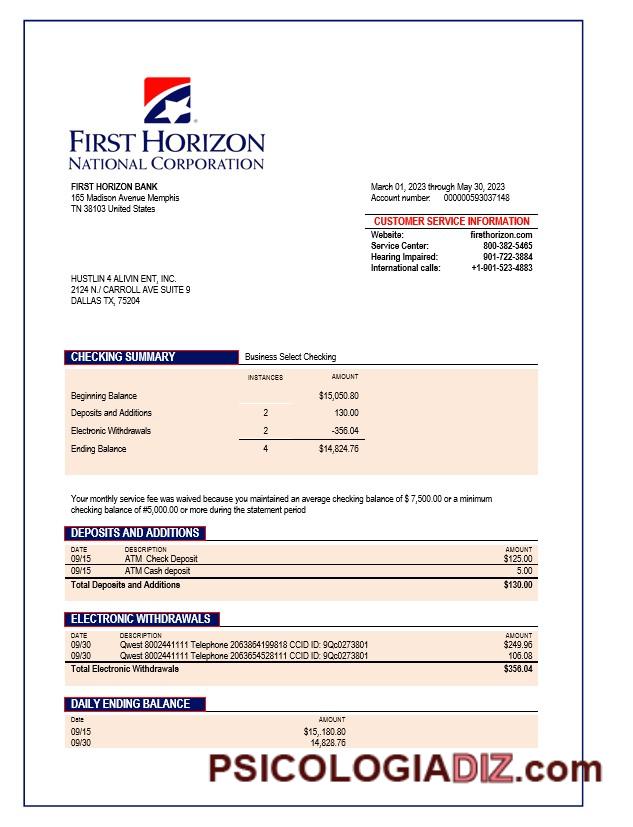 FIRST HORIZON
NATIONAL CORPORATION
FIRST HORIZON BANK
165 Madison Avenue Memphis
TN 38103 United States
March 01, 2023 through May 30, 2023
Account number: 000000593037148
CUSTOMER SERVICE INFORMATION
Website: firsthorizon.com
Service Center: 800-382-5465
Hearing Impaired: 901-722-3884
International calls: +1-901-523-4883
HUSTLIN 4 ALIVIN ENT, INC.
2124 N./ CARROLL AVE SUITE 9
DALLAS TX, 75204
CHECKING SUMMARY Business Select Checking
INSTANCES AMOUNT
Beginning Balance $15,050.80
Deposits and Additions 2 130.00
Electronic Withdrawals 2 -356.04
Ending Balance 4 $14,824.76
Your monthly service fee was waived because you maintained an average checking balance of $ 7,500.00 or a minimum
checking balance of #5,000.00 or more during the statement period
DEPOSITS AND ADDITIONS
DATE DESCRIPTION AMOUNT
09/15 ATM Check Deposit $125.00
09/15 ATM Cash deposit 5.00
Total Deposits and Additions $130.00
ELECTRONIC WITHDRAWALS
DATE DESCRIPTION AMOUNT
09/30 Qwest 8002441111 Telephone 2063864199818 CCID ID: 9Qc0273801 $249.96
09/30 Qwest 8002441111 Telephone 2063654528111 CCID ID: 9Qc0273801 106.08
Total Electronic Withdrawals $356.04
DAILY ENDING BALANCE
Date AMOUNT
09/15 $15,.180.80
09/30 14,828.76
PSICOLOGIADIZ.com